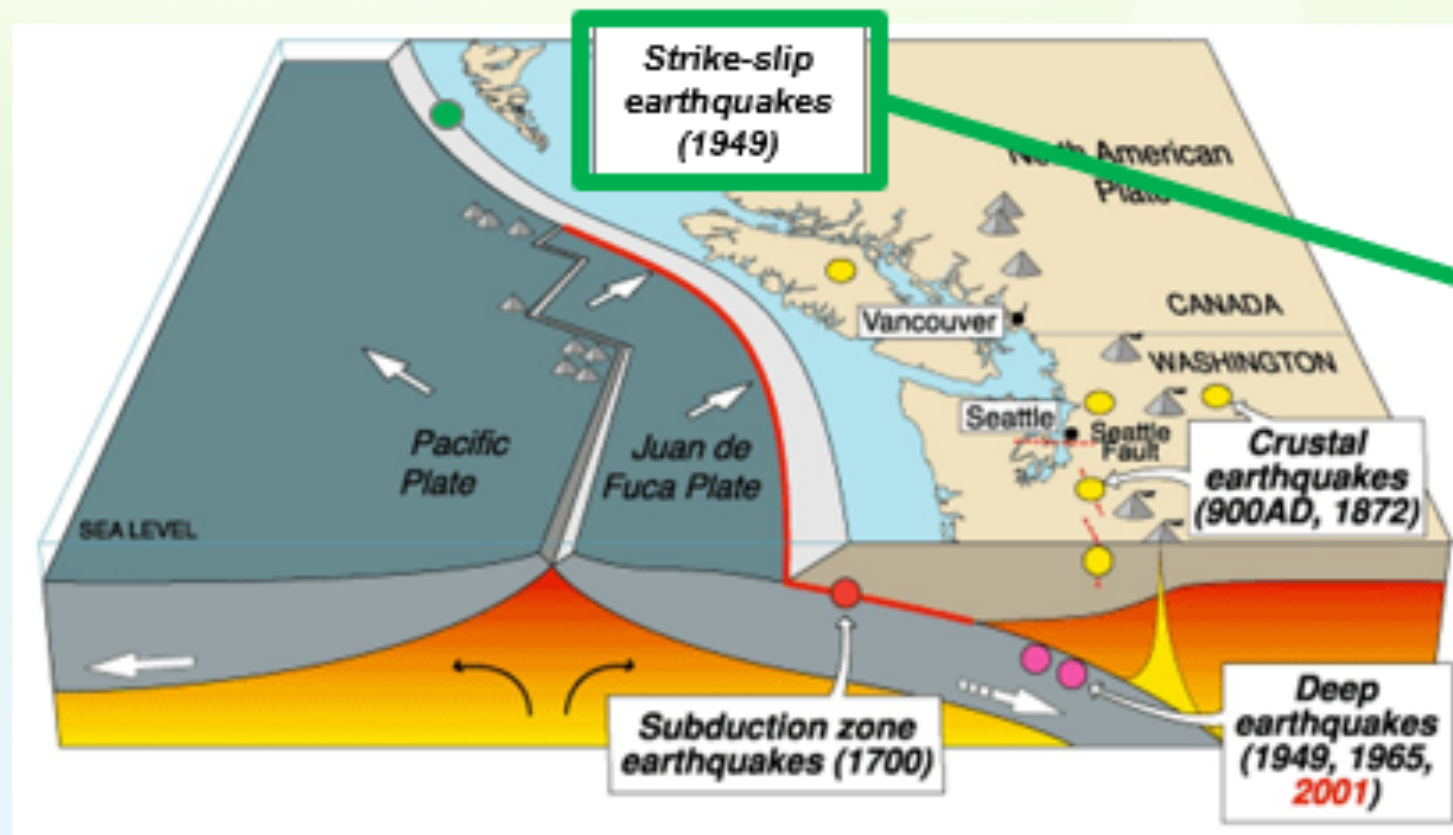 Strike-slip
earthquakes
(1949)
North American
Plate
CANADA
Vancouver
WASHINGTON
Seattle
Seattle
Fault
Crustal
earthquakes
(900AD, 1872)
Pacific
Plate
Juan de
Fuca Plate
SEA LEVEL
Subduction zone
earthquakes (1700)
Deep
earthquakes
(1949, 1965,
2001)